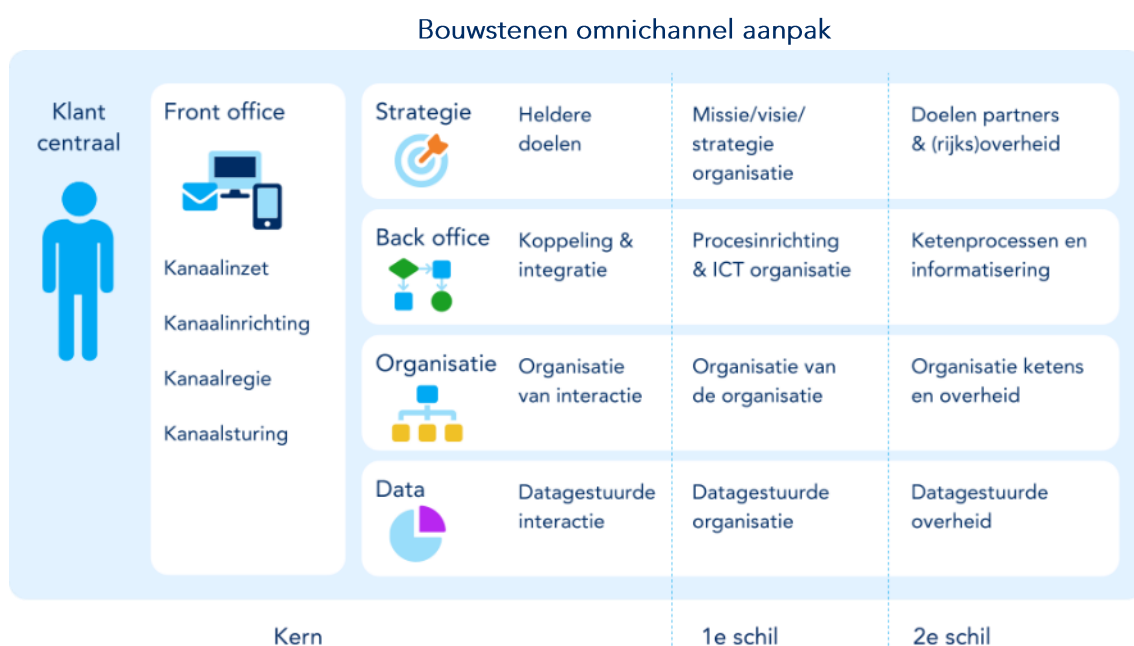 Bouwstenen omnichannel aanpak
Klant
centraal
Front office
Kanaalinzet
Kanaalinrichting
Kanaalregie
Kanaalsturing
Strategie
Heldere
doelen
Missie/visie/
strategie
organisatie
Doelen partners
& (rijks)overheid
Back office
Koppeling &
integratie
Procesinrichting
& ICT organisatie
Ketenprocessen en
informatisering
Organisatie
Organisatie
van interactie
Organisatie van
de organisatie
Organisatie ketens
en overheid
Data
Datagestuurde
interactie
Datagestuurde
organisatie
Datagestuurde
overheid
Kern
1e schil
2e schil